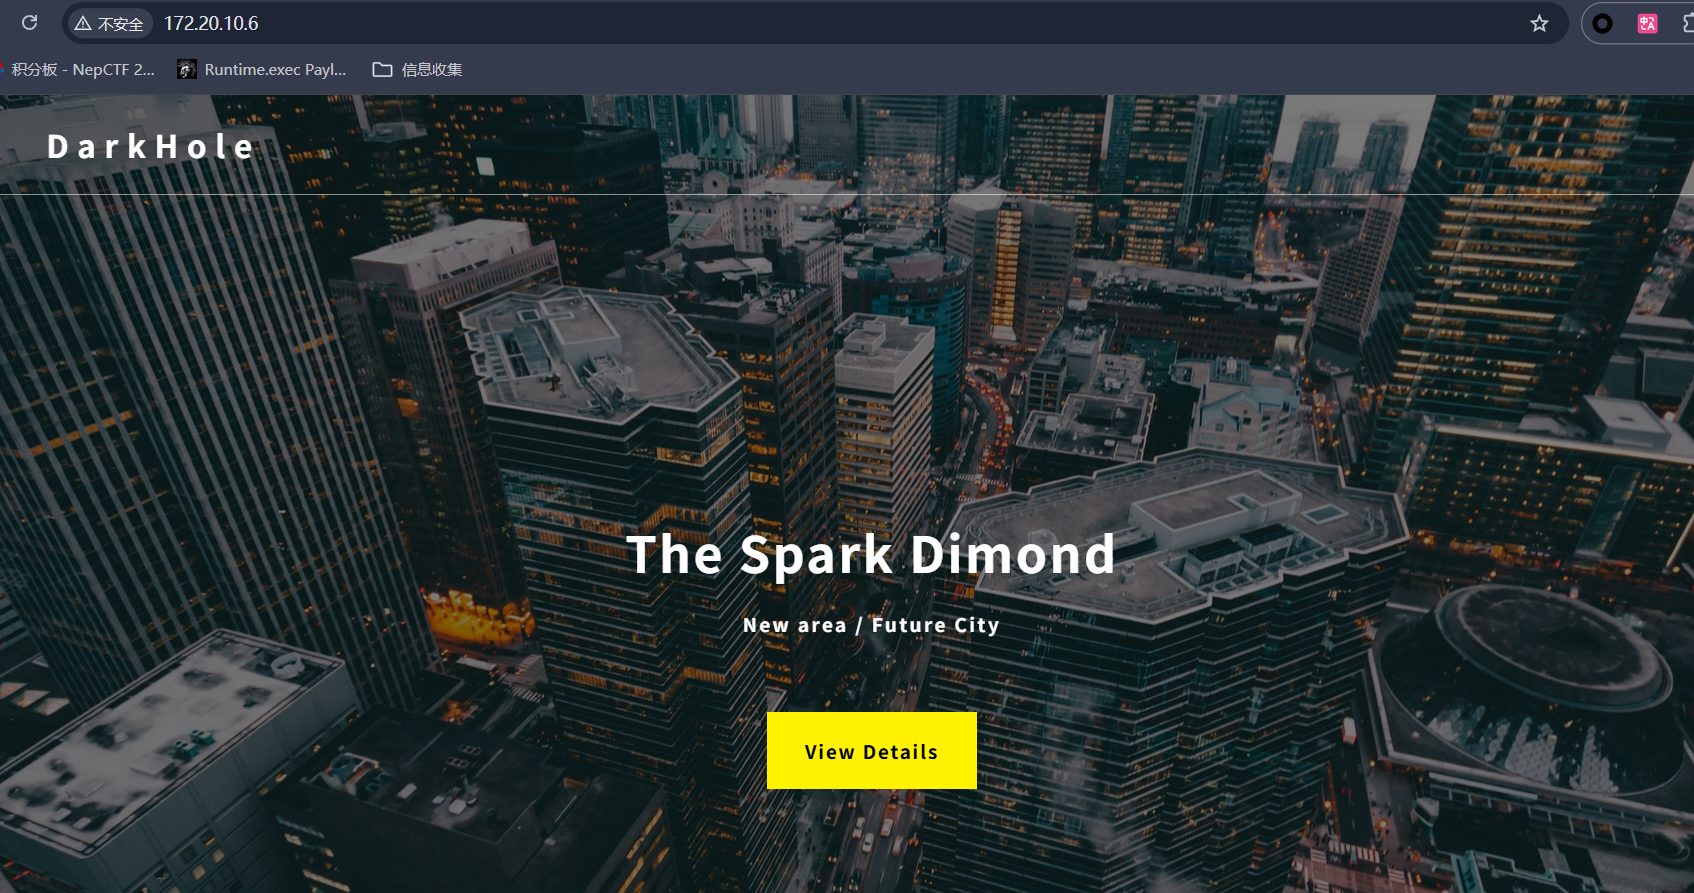 不安全 172.20.10.6
积分板 - NepCTF 2... Runtime.exec Payl... 信息收集
DarkHole
The Spark Dimond
New area / Future City
View Details